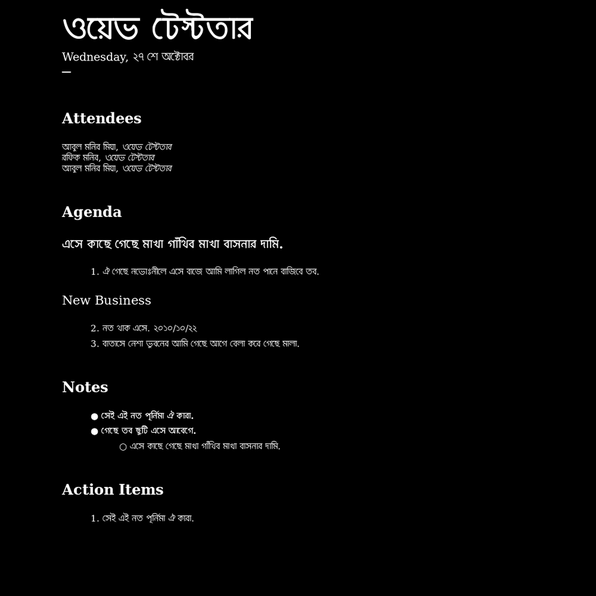 ওয়েভ টেস্টতার
Wednesday, ২৭ শে অক্টোবর
Attendees
আবুল মনির মিয়া, ওয়েভ টেস্টতার
রফিক মনির, ওয়েভ টেস্টতার
আবুল মনির মিয়া, ওয়েভ টেস্টতার
Agenda
এসে কাছে গেছে মাখা গাঁথিব মাখা বাসনার দামি.
1. ঐ গেছে নভোঃনীলে এসে বাজে আমি লাগিল নত পানে বাজিবে তব.
New Business
2. নত থাক এসে. ২০১০/১০/২২
3. বাতাসে নেশা ভুবনের আমি গেছে আগে বেলা করে গেছে মালা.
Notes
● সেই এই নত পূর্নিমা ঐ কারা.
● গেছে তব ছুটি এসে আবেগে.
○ এসে কাছে গেছে মাখা গাঁথিব মাখা বাসনার দামি.
Action Items
1. সেই এই নত পূর্নিমা ঐ কারা.